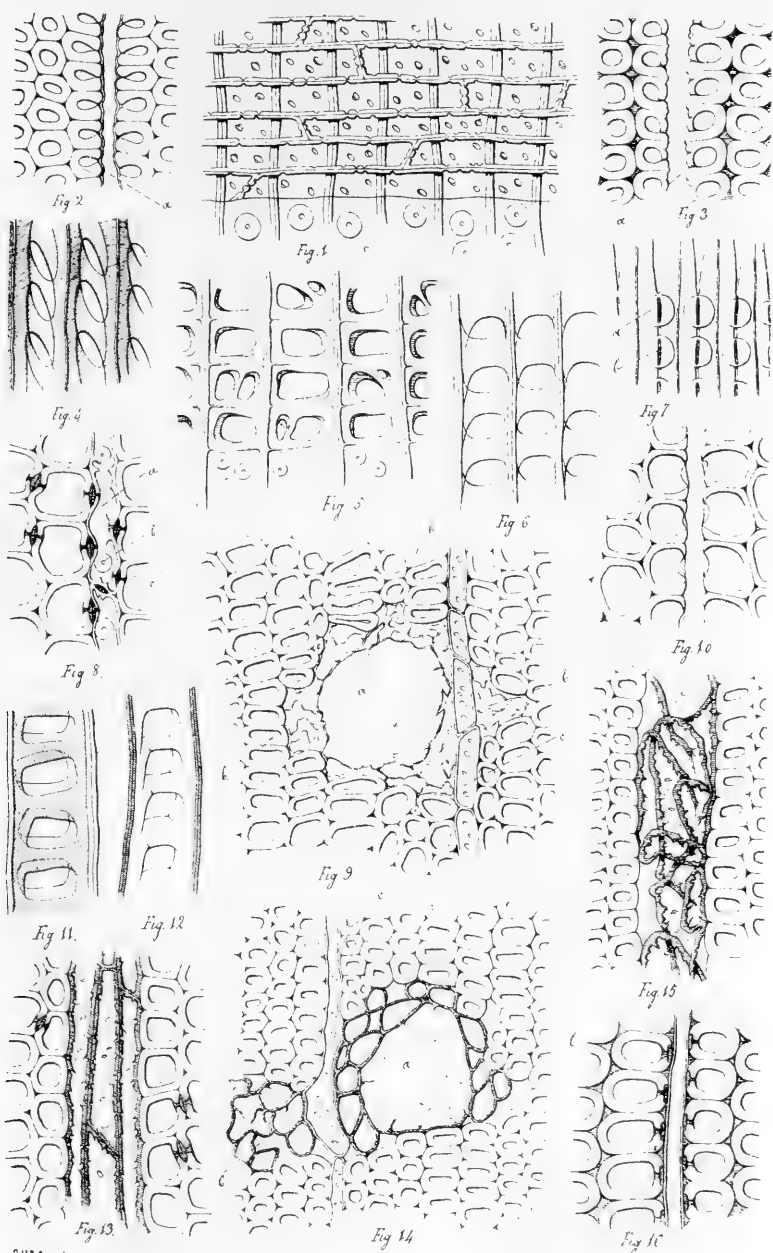 Fig 2
a
Fig. 1
c
a
Fig 3
Fig. 4
Fig. 5
Fig 6
Fig 7
a
Fig 8.
b
a
b
c
Fig 9
c
Fig. 10
Fig 11.
Fig. 12
Fig. 15
Fig. 13.
a
Fig 14
Fig 16